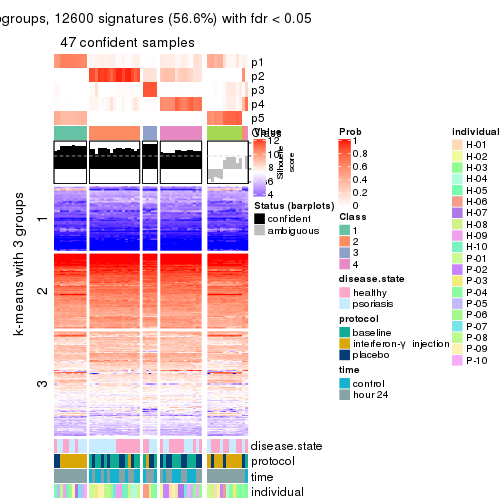 ogroups, 12600 signatures (56.6%) with fdr < 0.05
47 confident samples
p1
p2
p3
p4
p5
Class
Silhouette
score
k-means with 3 groups
1
2
3
disease.state
protocol
time
individual
Value
12
10
8
6
4
Status (barplots)
confident
ambiguous
Prob
1
0.8
0.6
0.4
0.2
0
Class
1
2
3
4
disease.state
healthy
psoriasis
protocol
baseline
interferon-γ injection
placebo
time
control
hour 24
individual
H-01
H-02
H-03
H-04
H-05
H-06
H-07
H-08
H-09
H-10
P-01
P-02
P-03
P-04
P-05
P-06
P-07
P-08
P-09
P-10